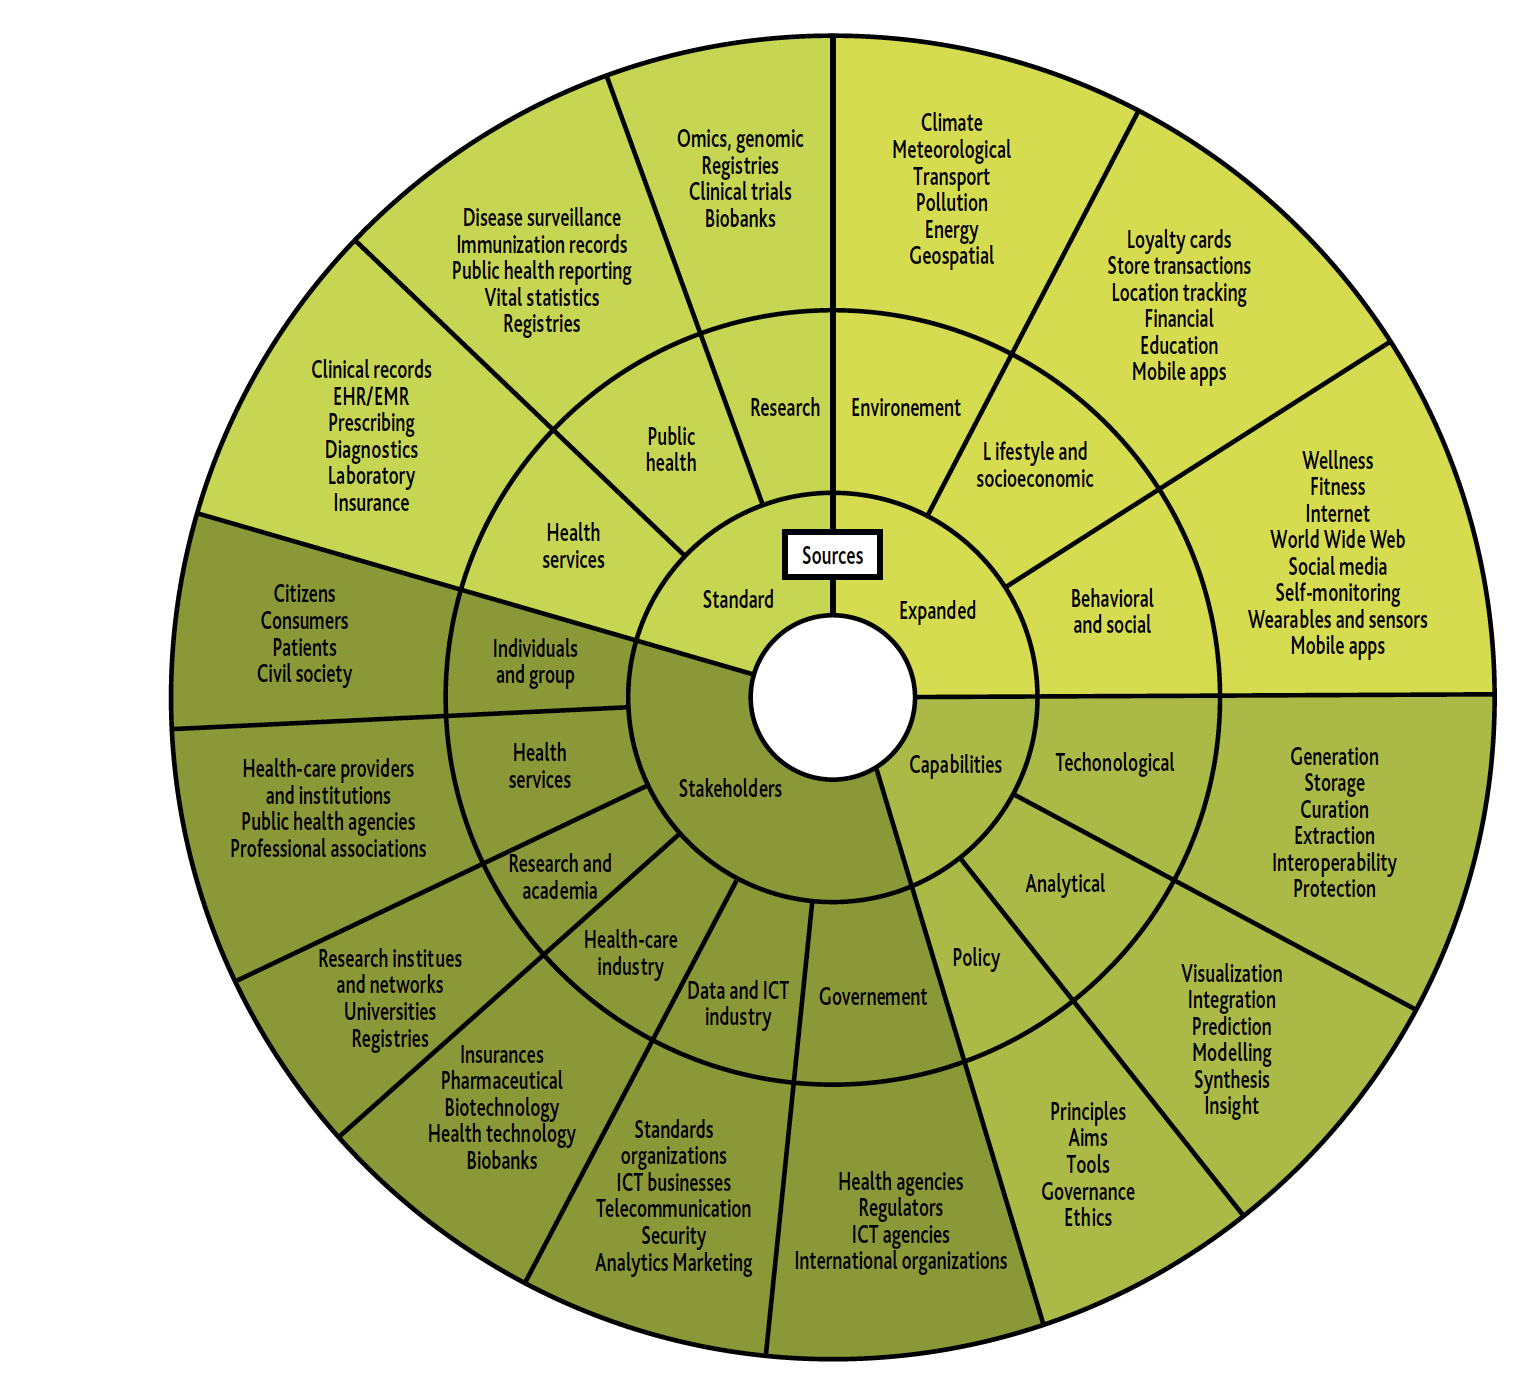 Omics, genomic
Registries
Clinical trials
Biobanks
Climate
Meteorological
Transport
Pollution
Energy
Geospatial
Disease surveillance
Immunization records
Public health reporting
Vital statistics
Registries
Loyalty cards
Store transactions
Location tracking
Financial
Education
Mobile apps
Clinical records
EHR/EMR
Prescribing
Diagnostics
Laboratory
Insurance
Public
health
Research
Environement
L ifestyle and
socioeconomic
Wellness
Fitness
Internet
World Wide Web
Social media
Self-monitoring
Wearables and sensors
Mobile apps
Health
services
Sources
Standard
Expanded
Behavioral
and social
Citizens
Consumers
Patients
Civil society
Individuals
and group
Health-care providers
and institutions
Public health agencies
Professional associations
Health
services
Stakeholders
Capabilities
Techonological
Generation
Storage
Curation
Extraction
Interoperability
Protection
Research and
academia
Analytical
Research institues
and networks
Universities
Registries
Health-care
industry
Data and ICT
industry
Governement
Policy
Visualization
Integration
Prediction
Modelling
Synthesis
Insight
Insurances
Pharmaceutical
Biotechnology
Health technology
Biobanks
Standards
organizations
ICT businesses
Telecommunication
Security
Analytics Marketing
Health agencies
Regulators
ICT agencies
International organizations
Principles
Aims
Tools
Governance
Ethics